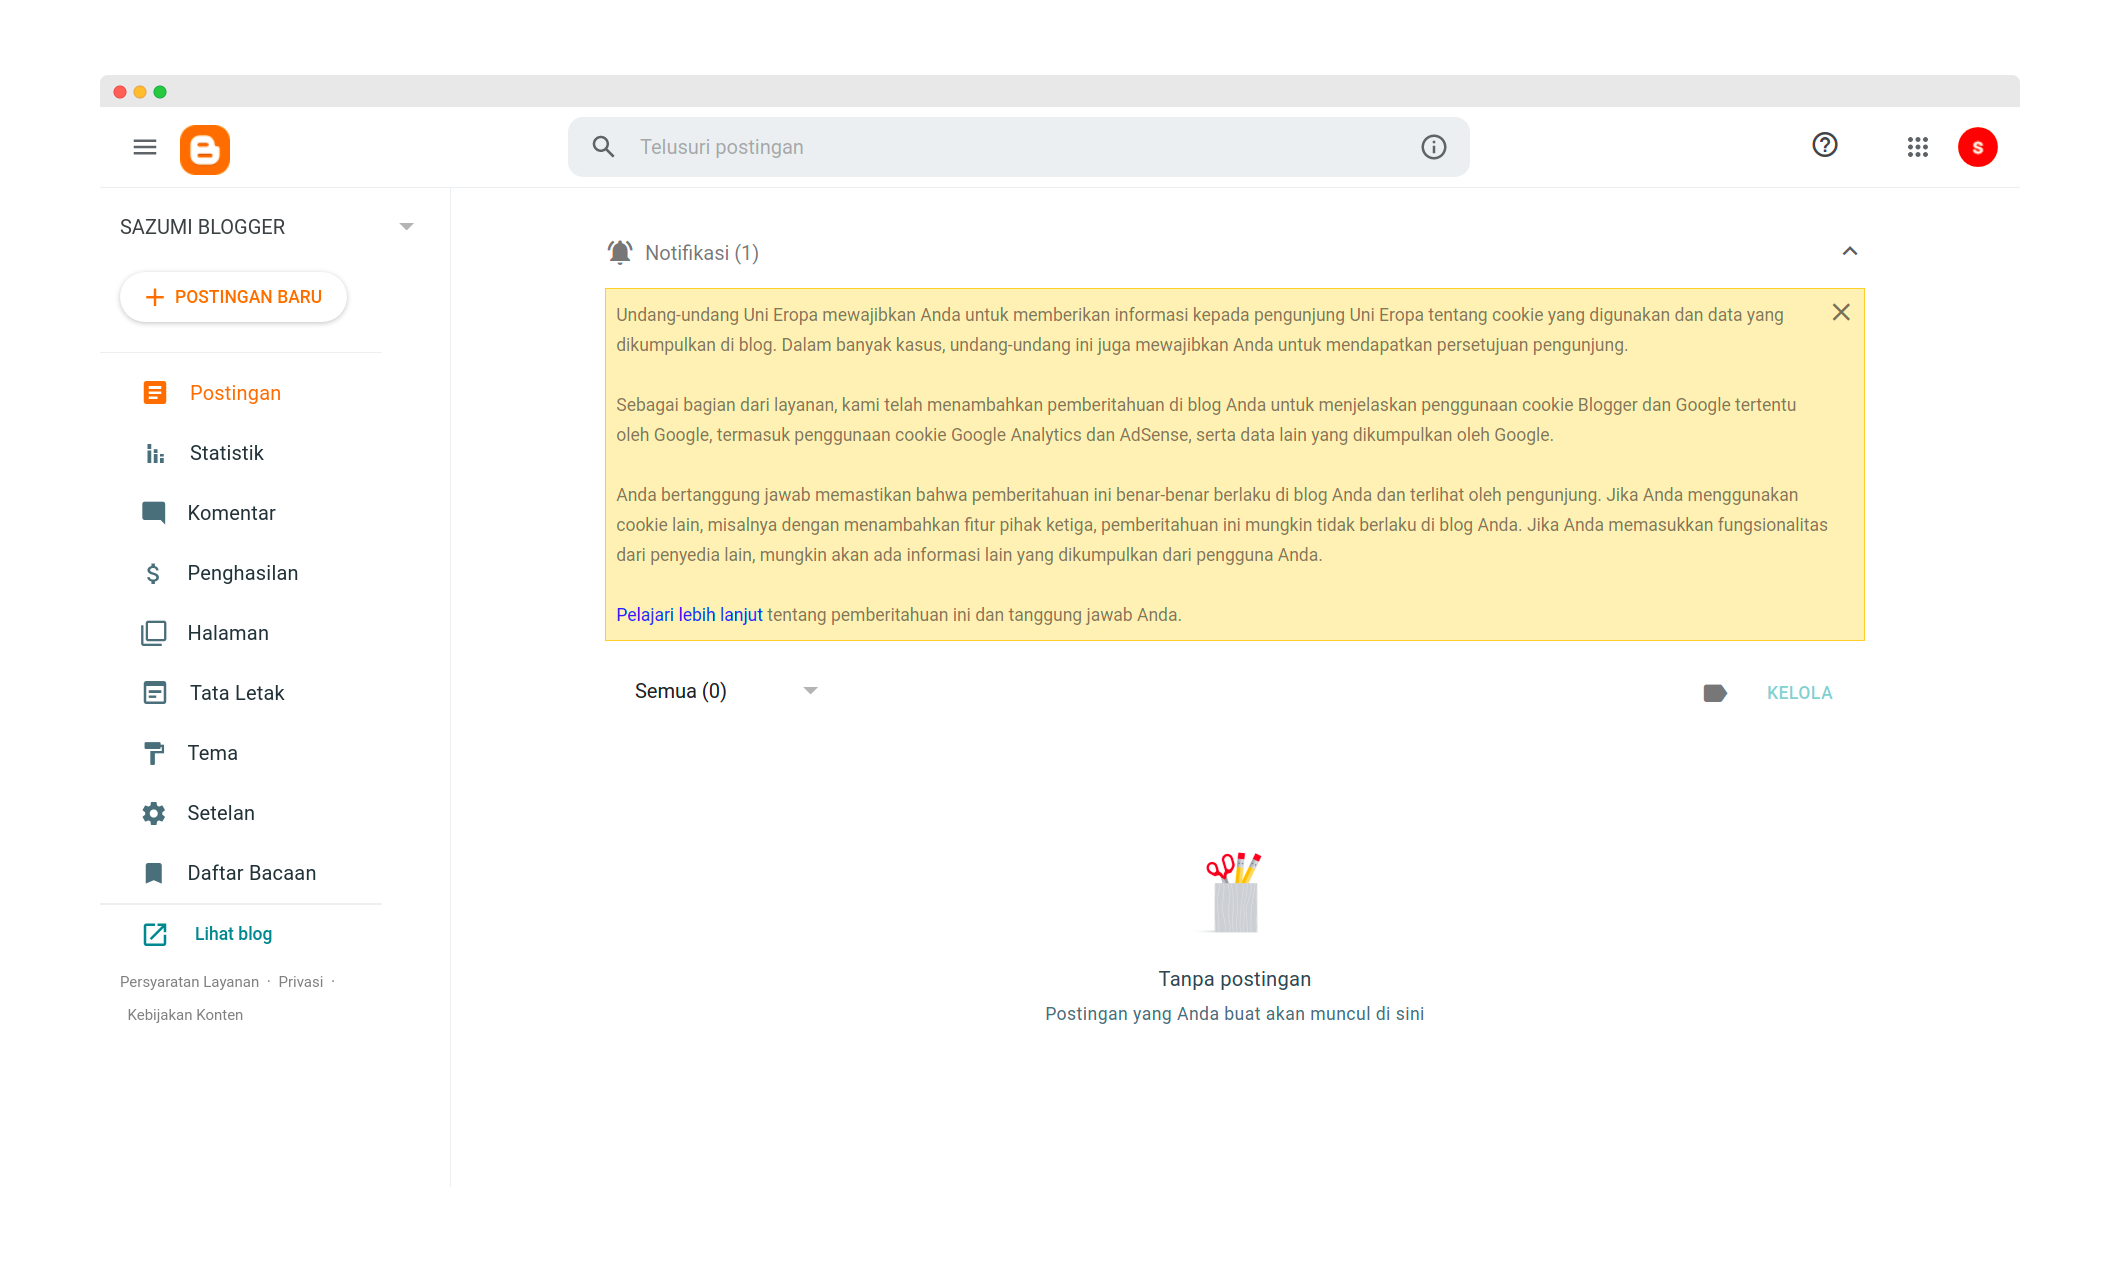 Telusuri postingan
S
SAZUMI BLOGGER
POSTINGAN BARU
Postingan
Statistik
Komentar
Penghasilan
Halaman
Tata Letak
Tema
Setelan
Daftar Bacaan
Lihat blog
Persyaratan Layanan · Privasi ·
Kebijakan Konten
Notifikasi (1)
Undang-undang Uni Eropa mewajibkan Anda untuk memberikan informasi kepada pengunjung Uni Eropa tentang cookie yang digunakan dan data yang
dikumpulkan di blog. Dalam banyak kasus, undang-undang ini juga mewajibkan Anda untuk mendapatkan persetujuan pengunjung.
Sebagai bagian dari layanan, kami telah menambahkan pemberitahuan di blog Anda untuk menjelaskan penggunaan cookie Blogger dan Google tertentu
oleh Google, termasuk penggunaan cookie Google Analytics dan AdSense, serta data lain yang dikumpulkan oleh Google.
Anda bertanggung jawab memastikan bahwa pemberitahuan ini benar-benar berlaku di blog Anda dan terlihat oleh pengunjung. Jika Anda menggunakan
cookie lain, misalnya dengan menambahkan fitur pihak ketiga, pemberitahuan ini mungkin tidak berlaku di blog Anda. Jika Anda memasukkan fungsionalitas
dari penyedia lain, mungkin akan ada informasi lain yang dikumpulkan dari pengguna Anda.
Pelajari lebih lanjut tentang pemberitahuan ini dan tanggung jawab Anda.
Semua (0)
KELOLA
Tanpa postingan
Postingan yang Anda buat akan muncul di sini